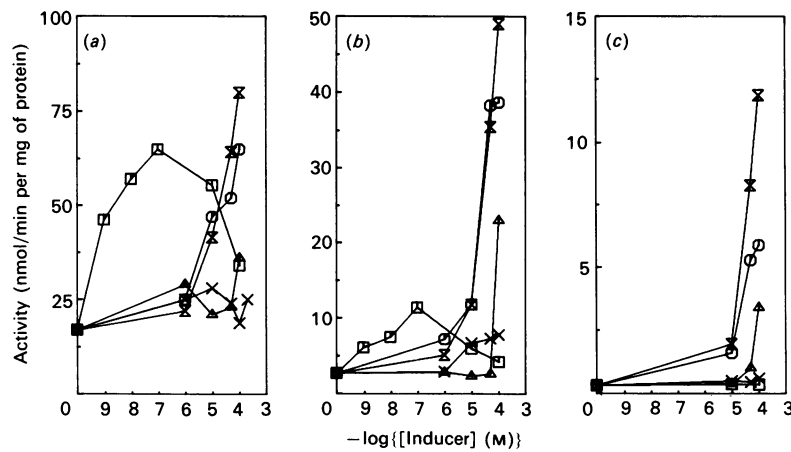 Activity (nmol/min per mg of protein)
(a)
100
75
50
25
0 9 8 7 6 5 4 3
(b)
50
40
30
20
10
0 9 8 7 6 5 4 3
(c)
15
10
5
0 9 8 7 6 5 4 3
−log{[Inducer] (M)}